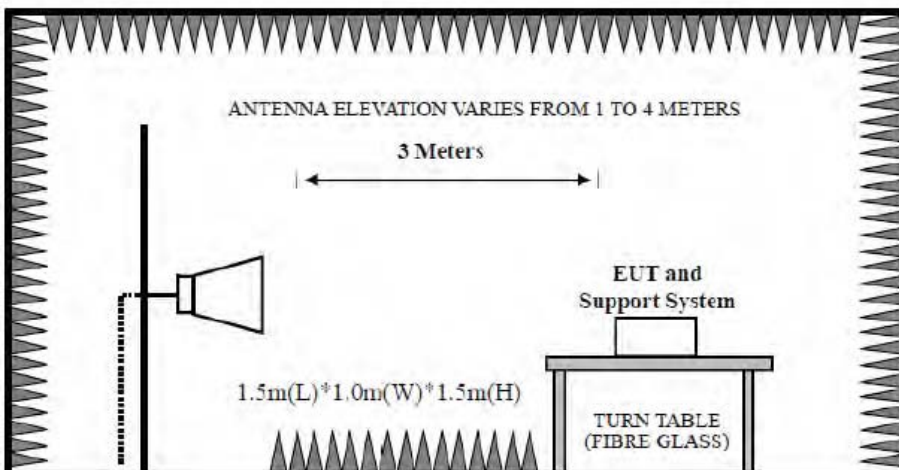 ANTENNA ELEVATION VARIES FROM 1 TO 4 METERS
3 Meters
EUT and
Support System
1.5m(L)*1.0m(W)*1.5m(H)
TURN TABLE
(FIBRE GLASS)